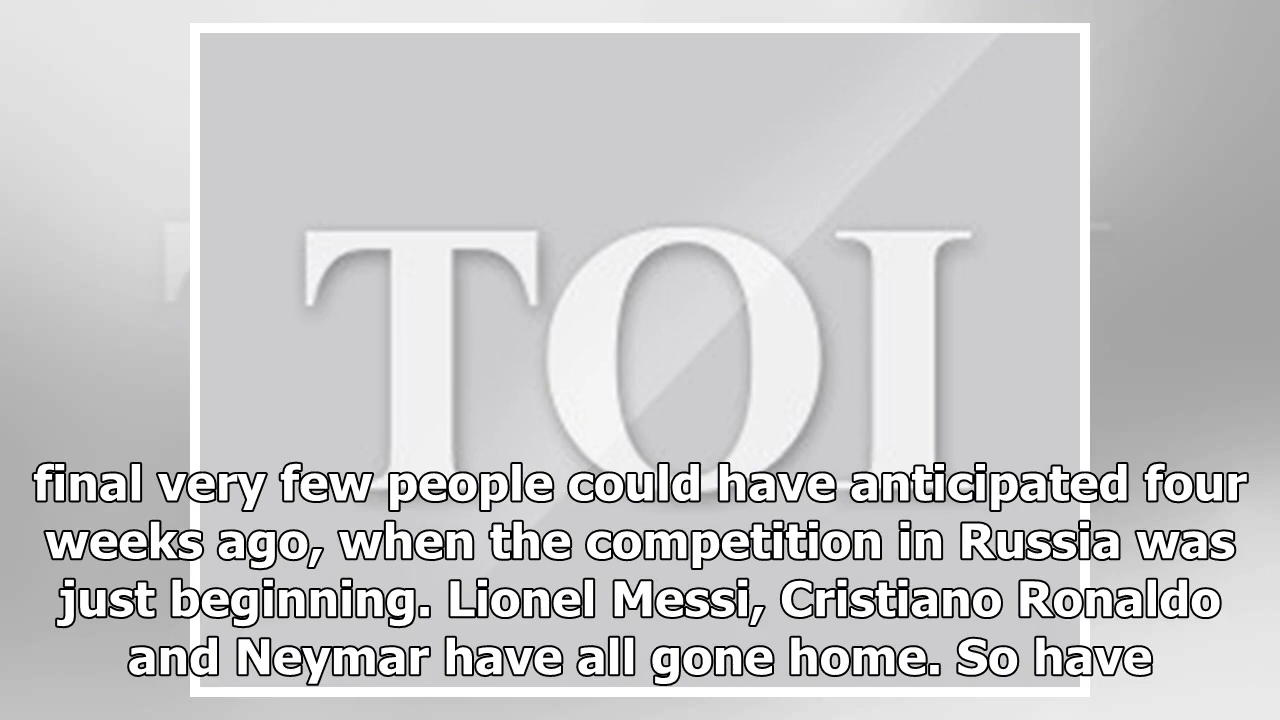 TOI
final very few people could have anticipated four
weeks ago, when the competition in Russia was
just beginning. Lionel Messi, Cristiano Ronaldo
and Neymar have all gone home. So have